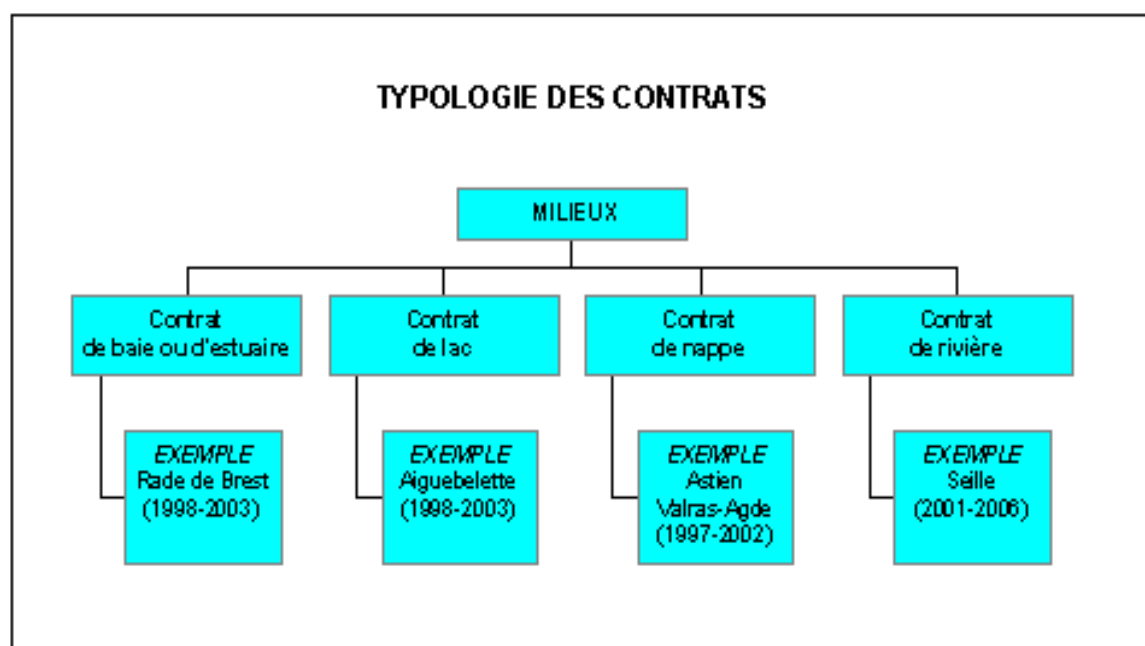 TYPOLOGIE DES CONTRATS
MILIEUX
Contrat
de baie ou d'estuaire
Contrat
de lac
Contrat
de nappe
Contrat
de rivière
EXEMPLE
Rade de Brest
(1998-2003)
EXEMPLE
Aiguebelette
(1998-2003)
EXEMPLE
Astien
Valras-Agde
(1997-2002)
EXEMPLE
Seille
(2001-2006)